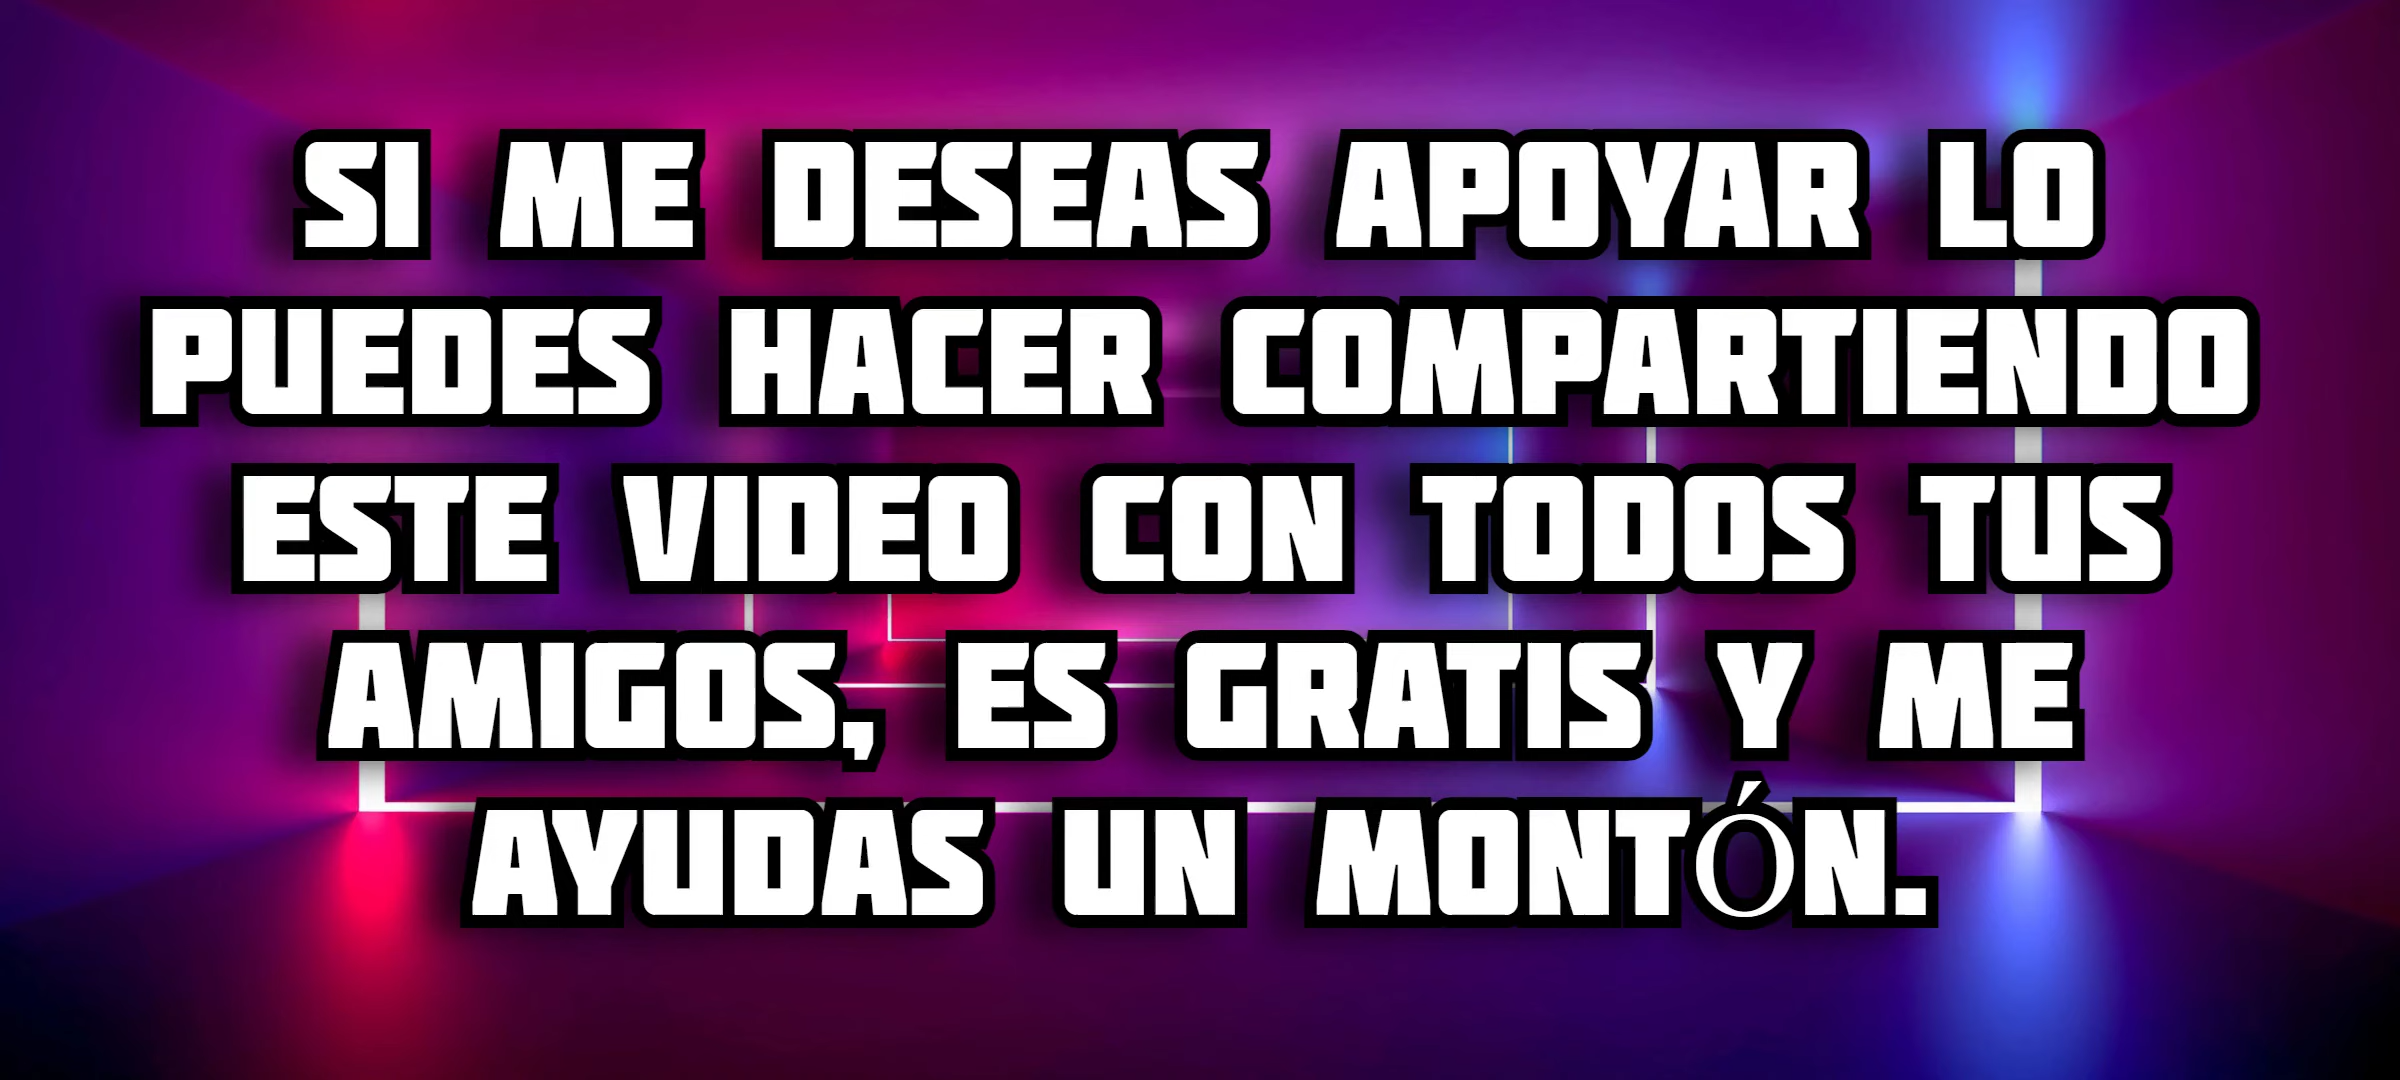 SI ME DESEAS APOYAR LO
PUEDES HACER COMPARTIENDO
ESTE VIDEO CON TODOS TUS
AMIGOS, ES GRATIS Y ME
AYUDAS UN MONTÓN.